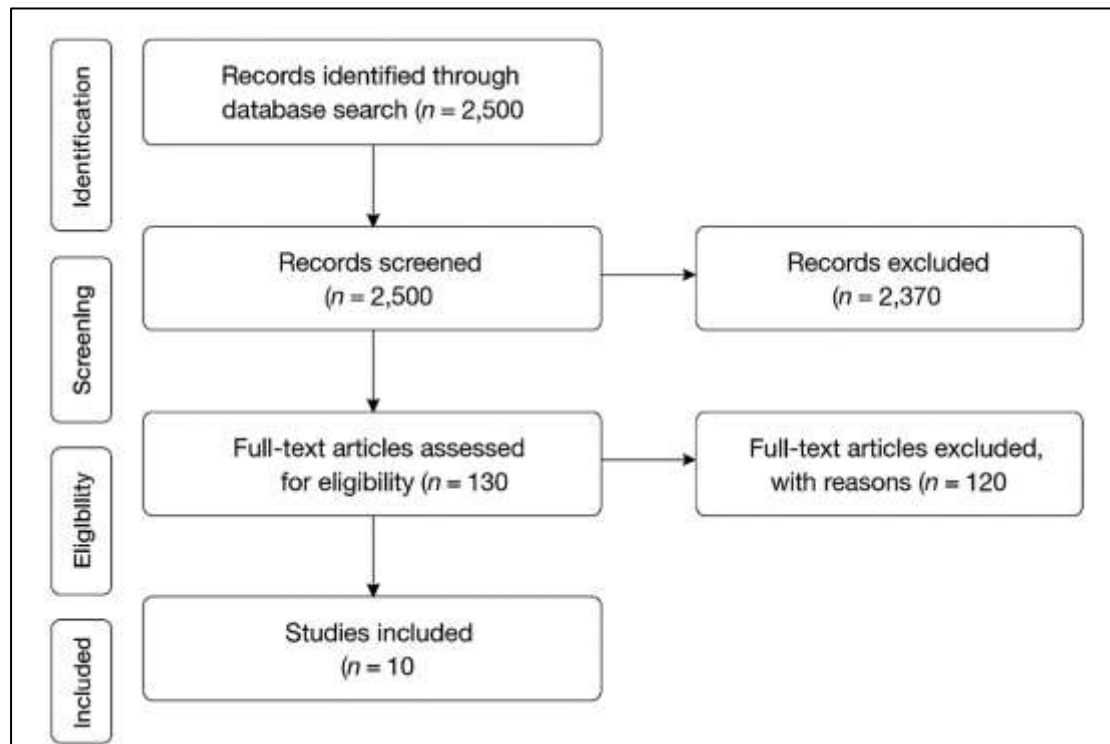 Identification
Records identified through
database search (n = 2,500
Screening
Records screened
(n = 2,500
Records excluded
(n = 2,370
Eligibility
Full-text articles assessed
for eligibility (n = 130
Full-text articles excluded,
with reasons (n = 120
Included
Studies included
(n = 10